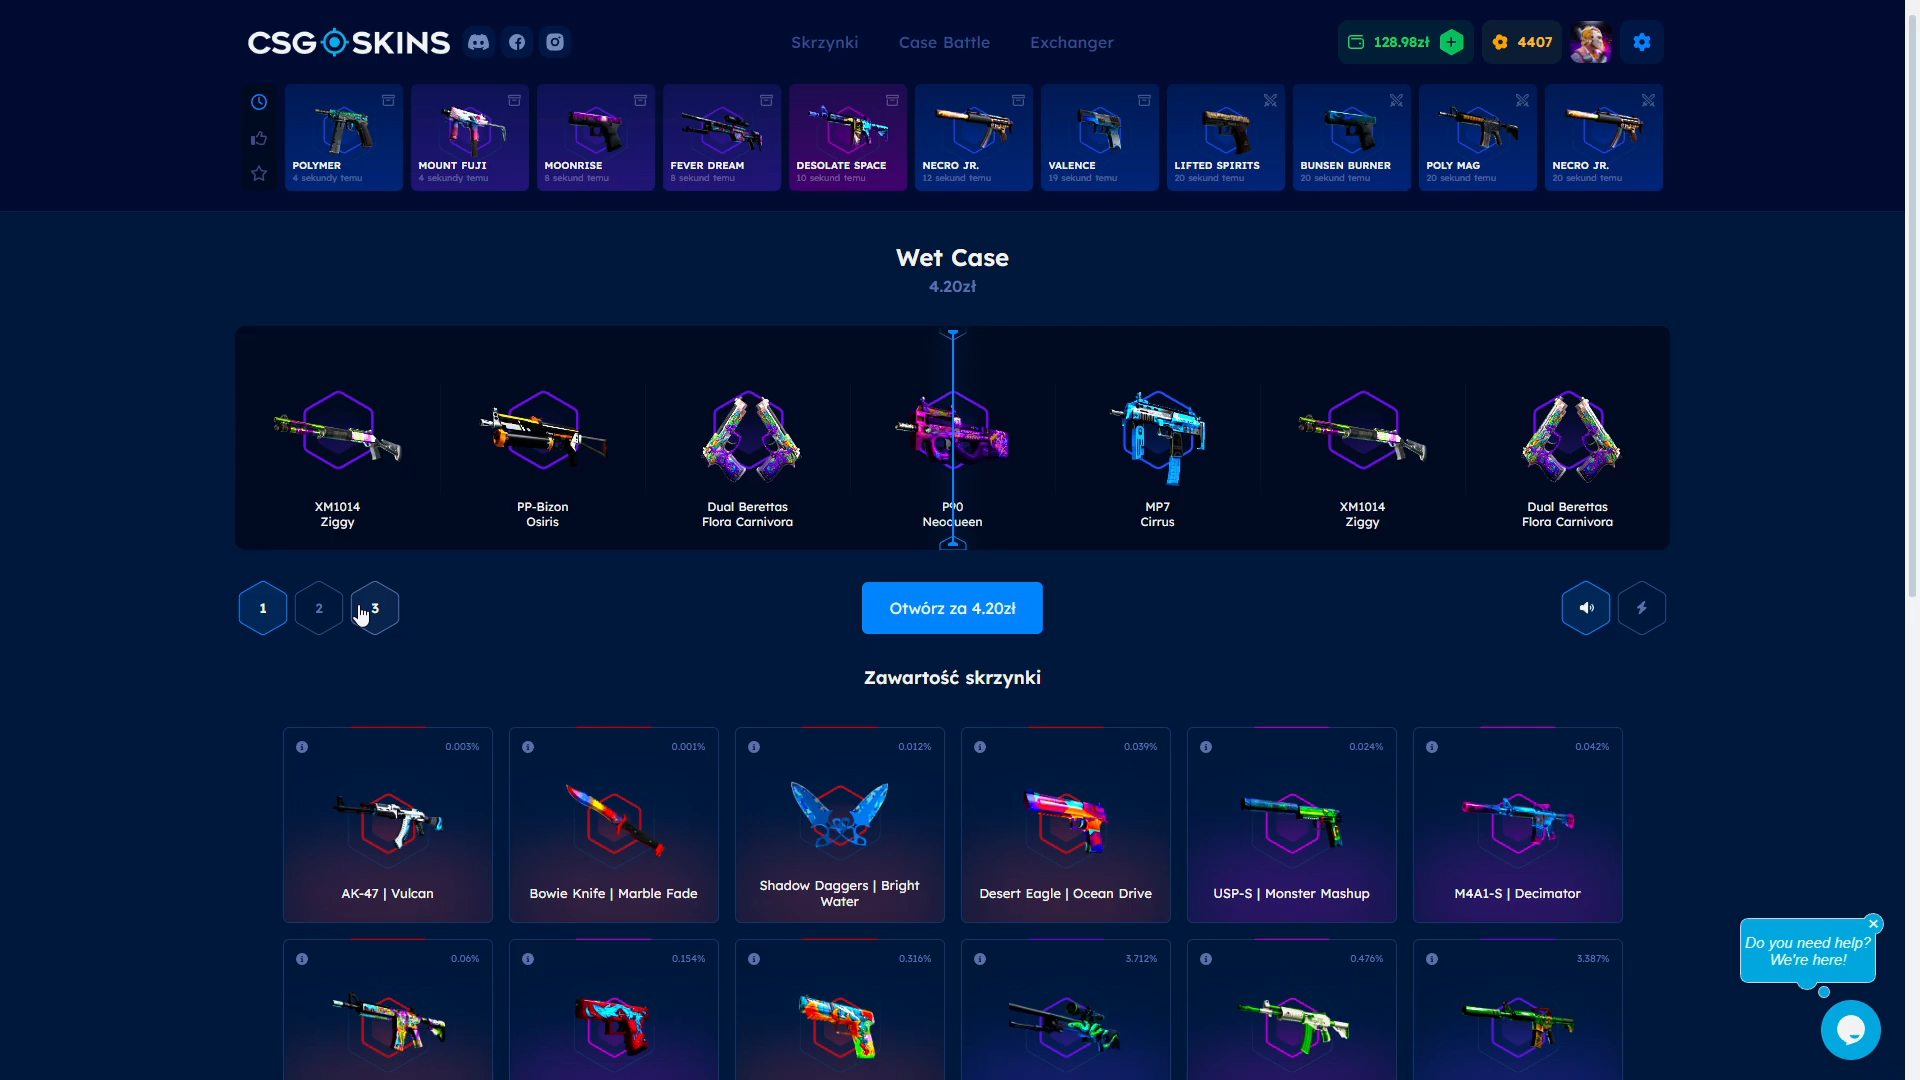 CSG SKINS
Skrzynki
Case Battle
Exchanger
128.98zł
4407
POLYMER
4 sekundy temu
MOUNT FUJI
4 sekundy temu
MOONRISE
8 sekund temu
FEVER DREAM
8 sekund temu
DESOLATE SPACE
10 sekund temu
NECRO JR.
12 sekund temu
VALENCE
19 sekund temu
LIFTED SPIRITS
20 sekund temu
BUNSEN BURNER
20 sekund temu
POLY MAG
20 sekund temu
NECRO JR.
20 sekund temu
Wet Case
4.20zł
XM1014
Ziggy
PP-Bizon
Osiris
Dual Berettas
Flora Carnivora
P90
Neoqueen
MP7
Cirrus
XM1014
Ziggy
Dual Berettas
Flora Carnivora
1
2
3
Otwórz za 4.20zł
Zawartość skrzynki
0.003%
AK-47 | Vulcan
0.001%
Bowie Knife | Marble Fade
0.012%
Shadow Daggers | Bright
Water
0.039%
Desert Eagle | Ocean Drive
0.024%
USP-S | Monster Mashup
0.042%
M4A1-S | Decimator
0.06%
0.154%
0.316%
3.712%
0.476%
3.387%
Do you need help?
We're here!